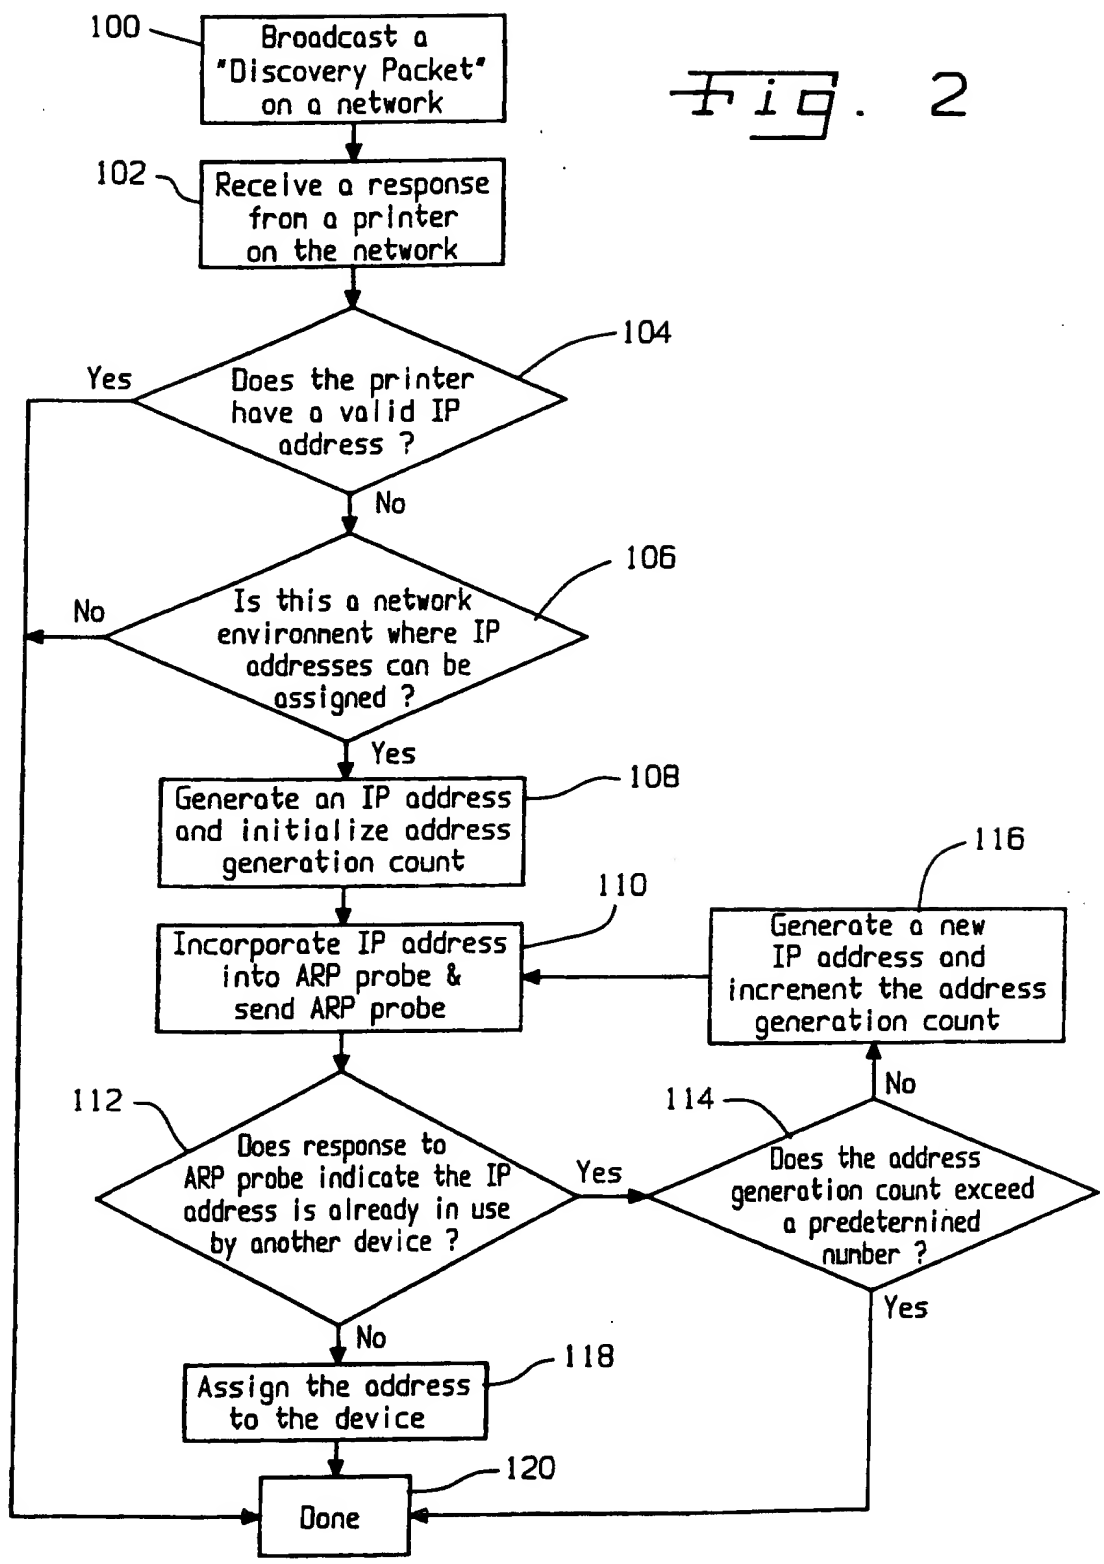 100
Broadcast a
"Discovery Packet"
on a network
Fig. 2
102
Receive a response
from a printer
on the network
104
Yes
Does the printer
have a valid IP
address ?
No
106
No
Is this a network
environment where IP
addresses can be
assigned ?
Yes
108
Generate an IP address
and initialize address
generation count
110
Incorporate IP address
into ARP probe &
send ARP probe
116
Generate a new
IP address and
increment the address
generation count
No
112
Does response to
ARP probe indicate the IP
address is already in use
by another device ?
Yes
114
Does the address
generation count exceed
a predetermined
number ?
Yes
No
118
Assign the address
to the device
120
Done